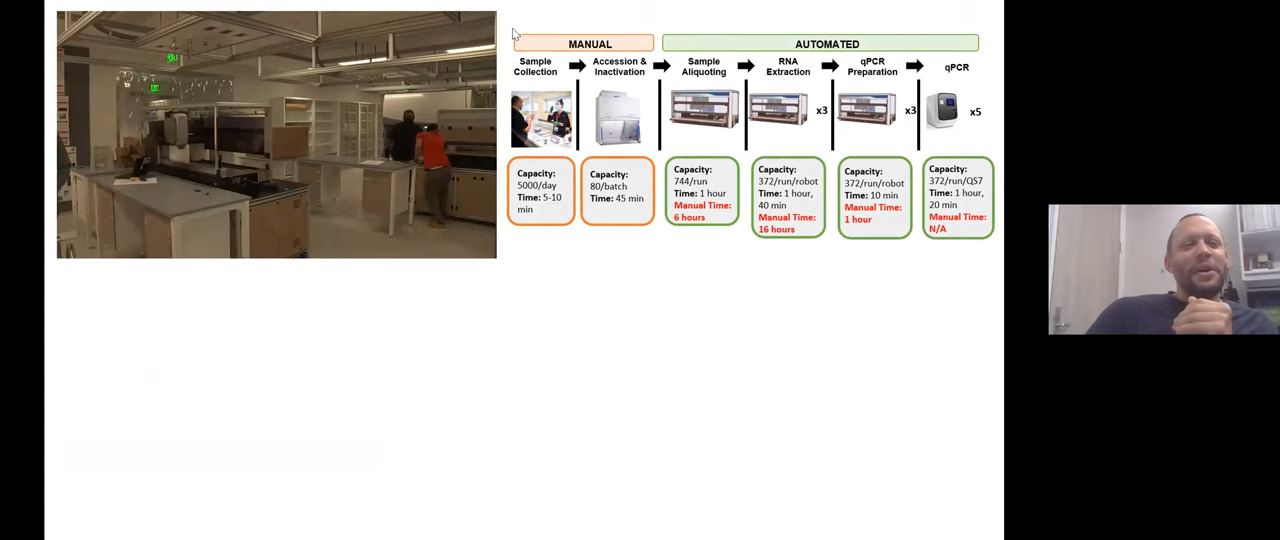 MANUAL
AUTOMATED
Sample
Collection
Accession &
Inactivation
Sample
Aliquoting
RNA
Extraction
qPCR
Preparation
qPCR
x3
x3
x5
Capacity:
5000/day
Time: 5-10
min
Capacity:
80/batch
Time: 45 min
Capacity:
744/run
Time: 1 hour
Manual Time:
6 hours
Capacity:
372/run/robot
Time: 1 hour,
40 min
Manual Time:
16 hours
Capacity:
372/run/robot
Time: 10 min
Manual Time:
1 hour
Capacity:
372/run/QS7
Time: 1 hour,
20 min
Manual Time:
N/A